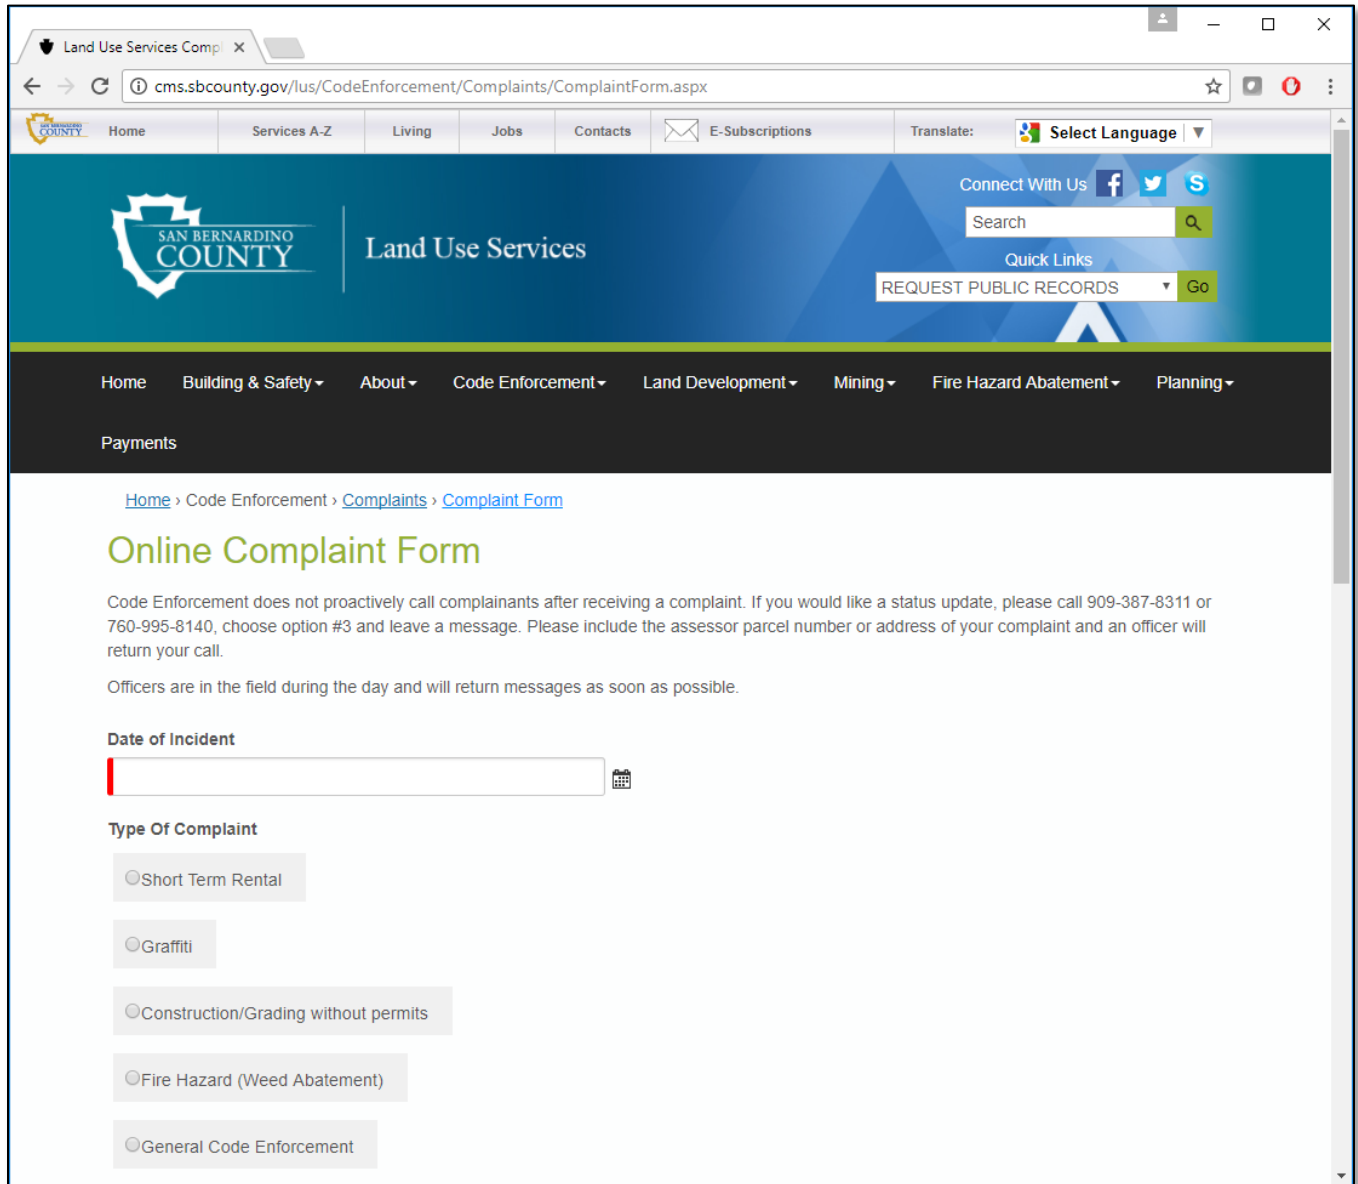 Land Use Services Compl
cms.sbcounty.gov/lus/CodeEnforcement/Complaints/ComplaintForm.aspx
SAN BERNARDINO
COUNTY
Home Services A-Z Living Jobs Contacts E-Subscriptions Translate: Select Language ▼
Connect With Us
Search
SAN BERNARDINO
COUNTY
Land Use Services
Quick Links
REQUEST PUBLIC RECORDS Go
Home Building & Safety About Code Enforcement Land Development Mining Fire Hazard Abatement Planning
Payments
Home › Code Enforcement › Complaints › Complaint Form
Online Complaint Form
Code Enforcement does not proactively call complainants after receiving a complaint. If you would like a status update, please call 909-387-8311 or
760-995-8140, choose option #3 and leave a message. Please include the assessor parcel number or address of your complaint and an officer will
return your call.
Officers are in the field during the day and will return messages as soon as possible.
Date of Incident
Type Of Complaint
Short Term Rental
Graffiti
Construction/Grading without permits
Fire Hazard (Weed Abatement)
General Code Enforcement